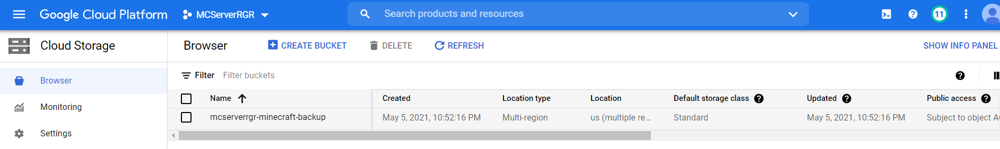 Google Cloud Platform MCServerRGR Search products and resources 11
Cloud Storage Browser CREATE BUCKET DELETE REFRESH SHOW INFO PANEL
Browser
Monitoring
Settings
Filter Filter buckets
Name Created Location type Location Default storage class Updated Public access
mcserverrgr-minecraft-backup May 5, 2021, 10:52:16 PM Multi-region us (multiple re... Standard May 5, 2021, 10:52:16 PM Subject to object A